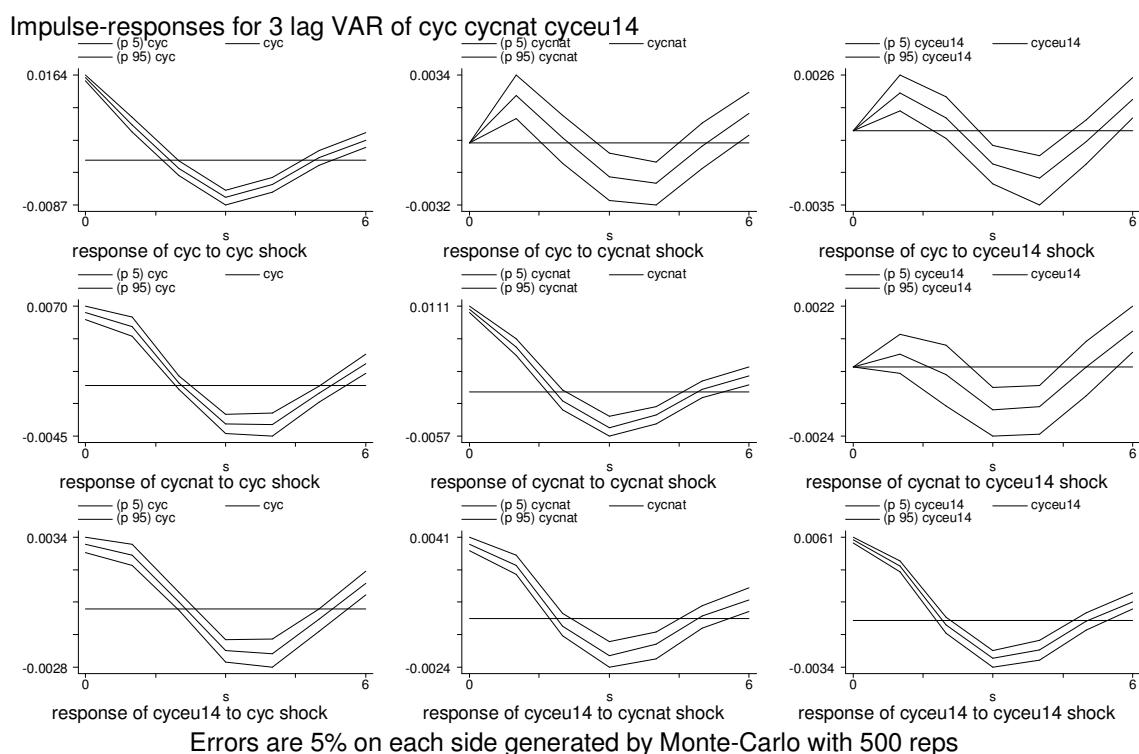 Impulse-responses for 3 lag VAR of cyc cycnat cyceu14
(p 5) cyc cyc
(p 95) cyc
0.0164
-0.0087
0 6
s
response of cyc to cyc shock
(p 5) cycnat cycnat
(p 95) cycnat
0.0034
-0.0032
0 6
s
response of cyc to cycnat shock
(p 5) cyceu14 cyceu14
(p 95) cyceu14
0.0026
-0.0035
0 6
s
response of cyc to cyceu14 shock
(p 5) cyc cyc
(p 95) cyc
0.0070
-0.0045
0 6
s
response of cycnat to cyc shock
(p 5) cycnat cycnat
(p 95) cycnat
0.0111
-0.0057
0 6
s
response of cycnat to cycnat shock
(p 5) cyceu14 cyceu14
(p 95) cyceu14
0.0022
-0.0024
0 6
s
response of cycnat to cyceu14 shock
(p 5) cyc cyc
(p 95) cyc
0.0034
-0.0028
0 6
s
response of cyceu14 to cyc shock
(p 5) cycnat cycnat
(p 95) cycnat
0.0041
-0.0024
0 6
s
response of cyceu14 to cycnat shock
(p 5) cyceu14 cyceu14
(p 95) cyceu14
0.0061
-0.0034
0 6
s
response of cyceu14 to cyceu14 shock
Errors are 5% on each side generated by Monte-Carlo with 500 reps